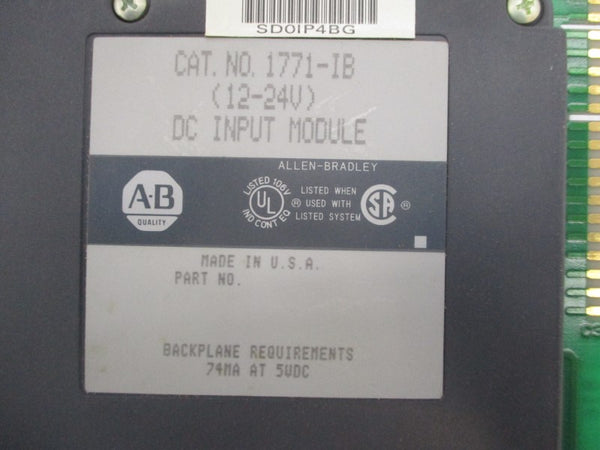 SD0IP4BG
CAT. NO. 1771-IB
(12-24V)
DC INPUT MODULE
ALLEN-BRADLEY
A-B
QUALITY
LISTED 106V
UL
IND CONT EQ
®
LISTED WHEN
USED WITH
LISTED SYSTEM
SA
®
MADE IN U.S.A.
PART NO.
BACKPLANE REQUIREMENTS
74MA AT 5VDC